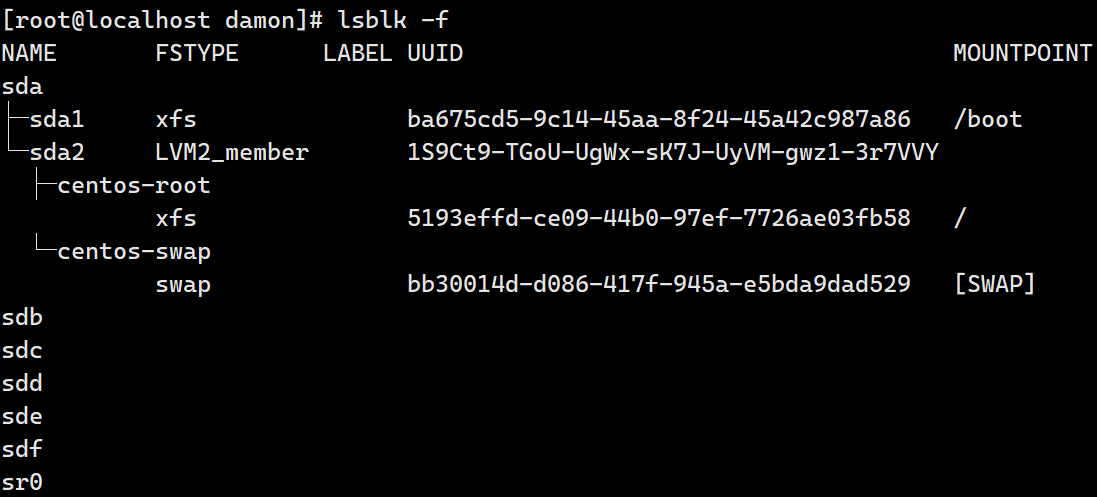 [root@localhost damon]# lsblk -f
NAME        FSTYPE      LABEL UUID                                   MOUNTPOINT
sda
├─sda1      xfs               ba675cd5-9c14-45aa-8f24-45a42c987a86   /boot
└─sda2      LVM2_member       1S9Ct9-TGoU-UgWx-sK7J-UyVM-gwz1-3r7VVY
  ├─centos-root
            xfs               5193effd-ce09-44b0-97ef-7726ae03fb58   /
  └─centos-swap
            swap              bb30014d-d086-417f-945a-e5bda9dad529   [SWAP]
sdb
sdc
sdd
sde
sdf
sr0